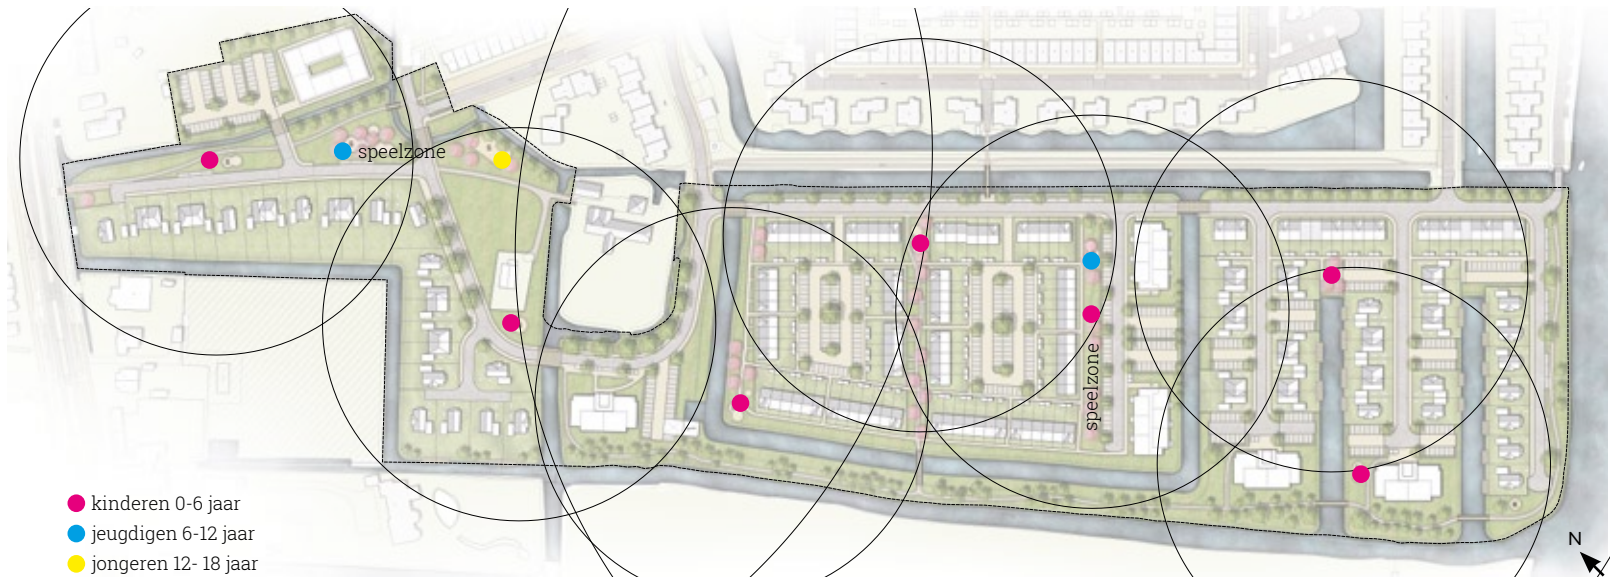 speelzone
speelzone
kinderen 0-6 jaar
jeugdigen 6-12 jaar
jongeren 12- 18 jaar
N